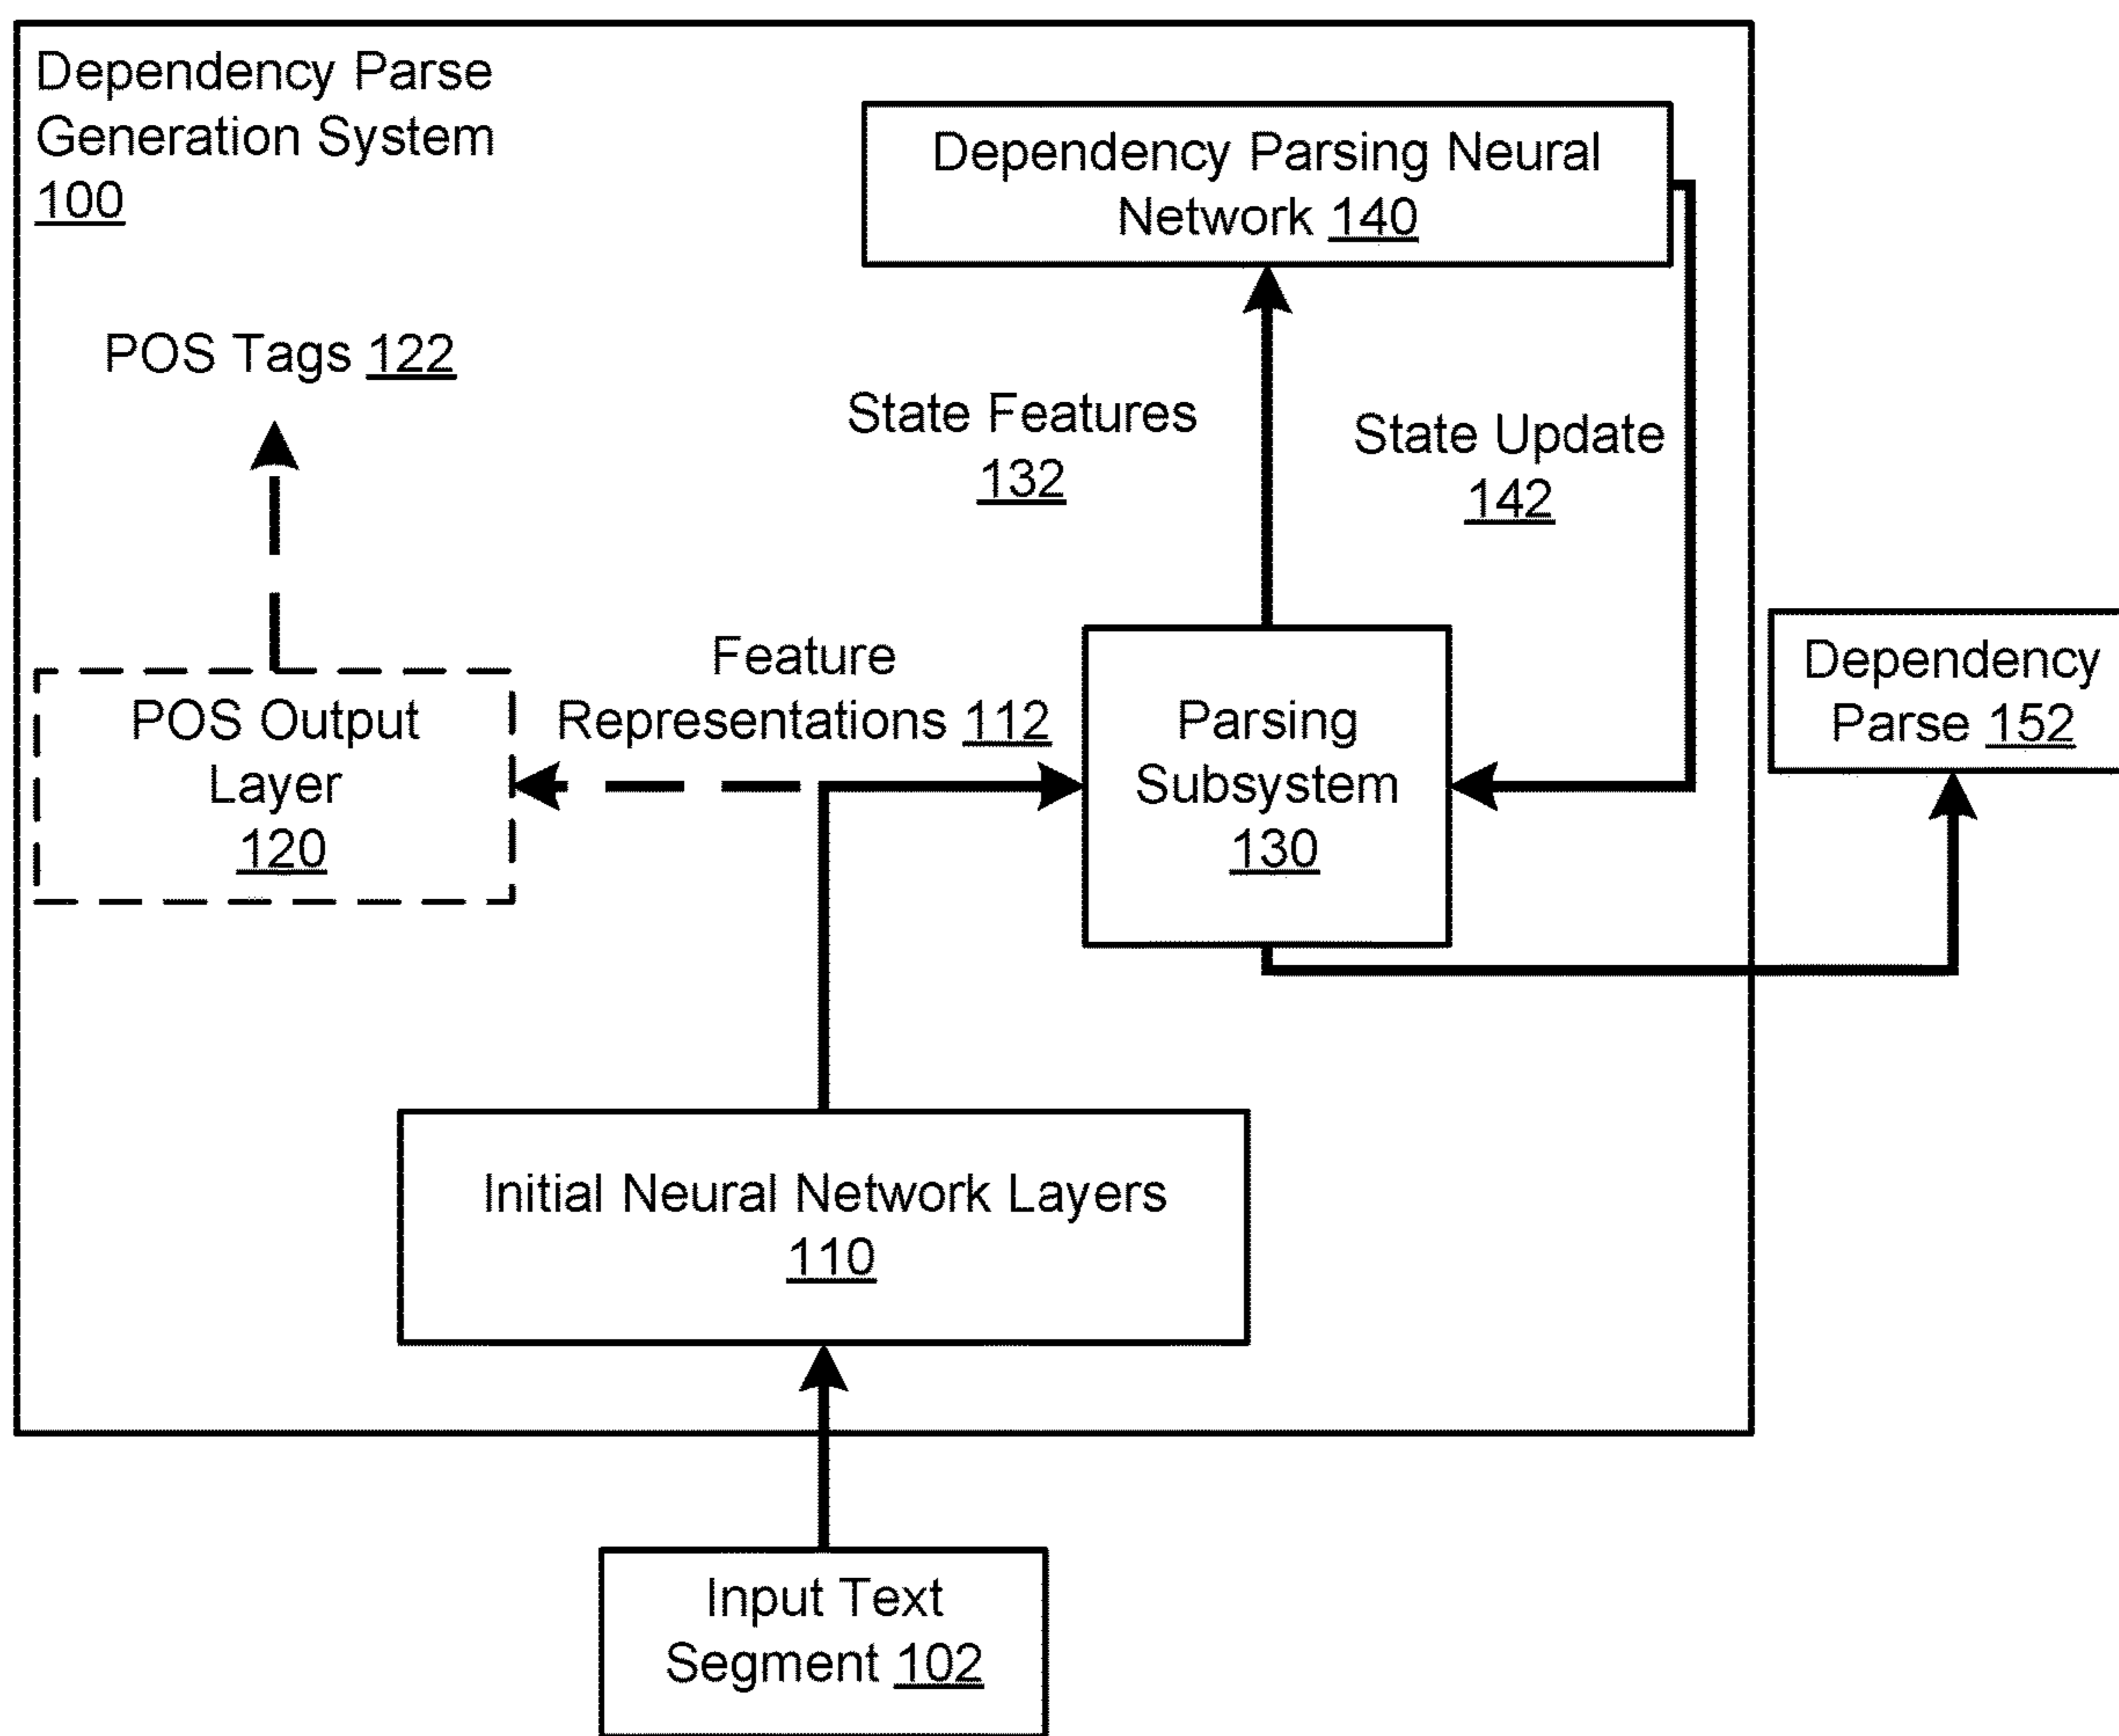 Dependency Parse
Generation System
100
Dependency Parsing Neural
Network 140
POS Tags 122
State Features
132
State Update
142
Feature
Representations 112
POS Output
Layer
120
Parsing
Subsystem
130
Dependency
Parse 152
Initial Neural Network Layers
110
Input Text
Segment 102